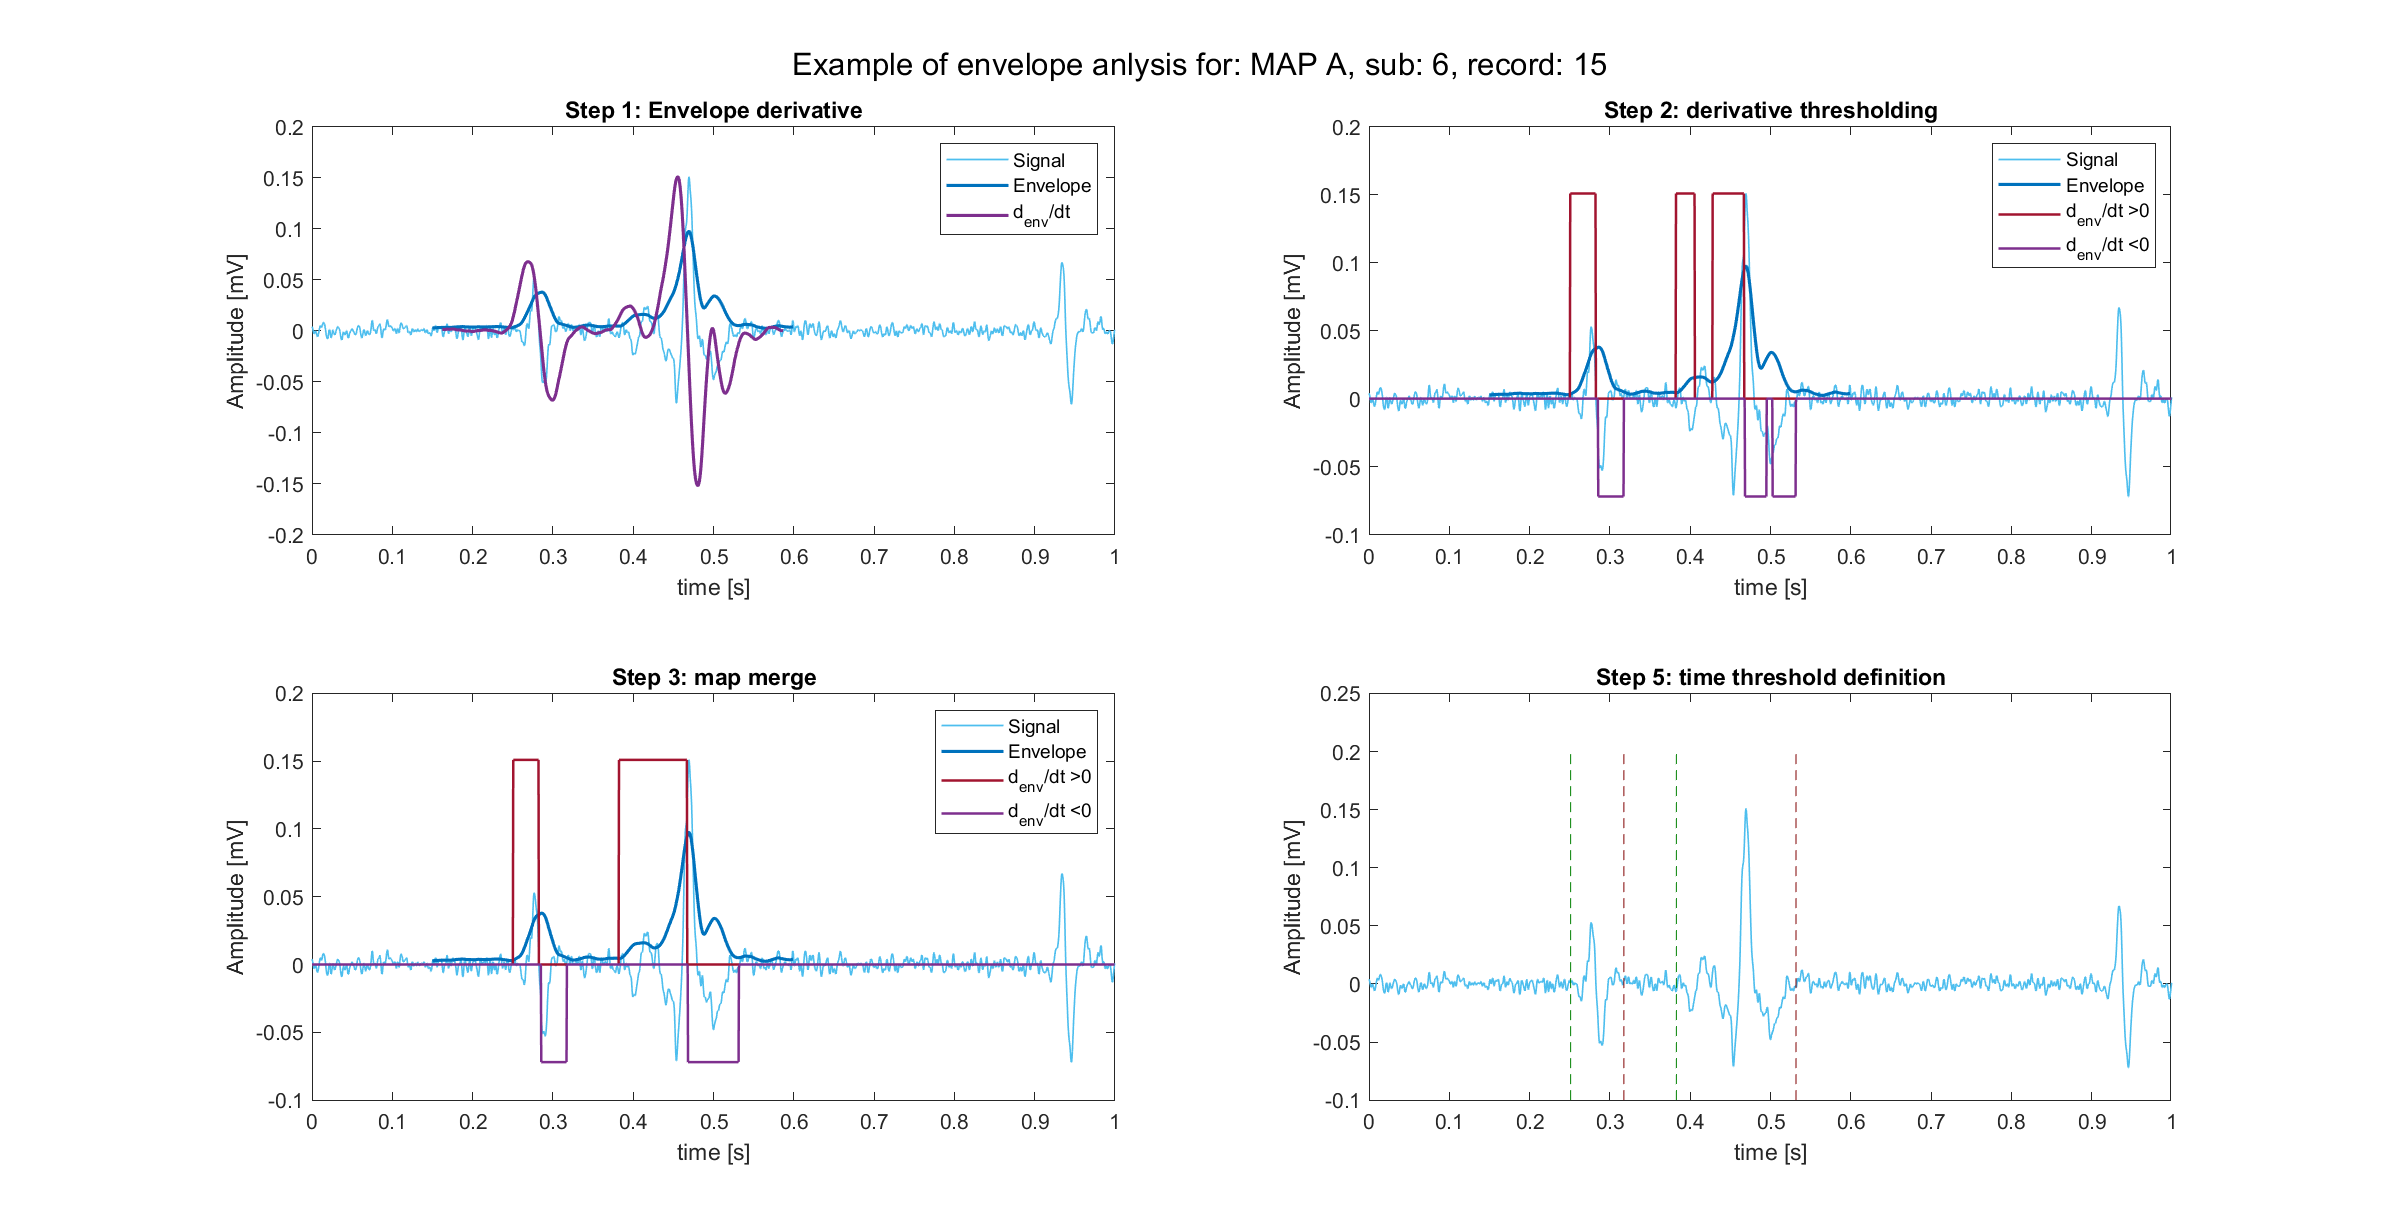 Example of envelope anlysis for: MAP A, sub: 6, record: 15
Step 1: Envelope derivative
0.2
0.15
0.1
0.05
0
-0.05
-0.1
-0.15
-0.2
Amplitude [mV]
0 0.1 0.2 0.3 0.4 0.5 0.6 0.7 0.8 0.9 1
time [s]
Signal
Envelope
d_env/dt
Step 2: derivative thresholding
0.2
0.15
0.1
0.05
0
-0.05
-0.1
Amplitude [mV]
0 0.1 0.2 0.3 0.4 0.5 0.6 0.7 0.8 0.9 1
time [s]
Signal
Envelope
d_env/dt >0
d_env/dt <0
Step 3: map merge
0.2
0.15
0.1
0.05
0
-0.05
-0.1
Amplitude [mV]
0 0.1 0.2 0.3 0.4 0.5 0.6 0.7 0.8 0.9 1
time [s]
Signal
Envelope
d_env/dt >0
d_env/dt <0
Step 5: time threshold definition
0.25
0.2
0.15
0.1
0.05
0
-0.05
-0.1
Amplitude [mV]
0 0.1 0.2 0.3 0.4 0.5 0.6 0.7 0.8 0.9 1
time [s]